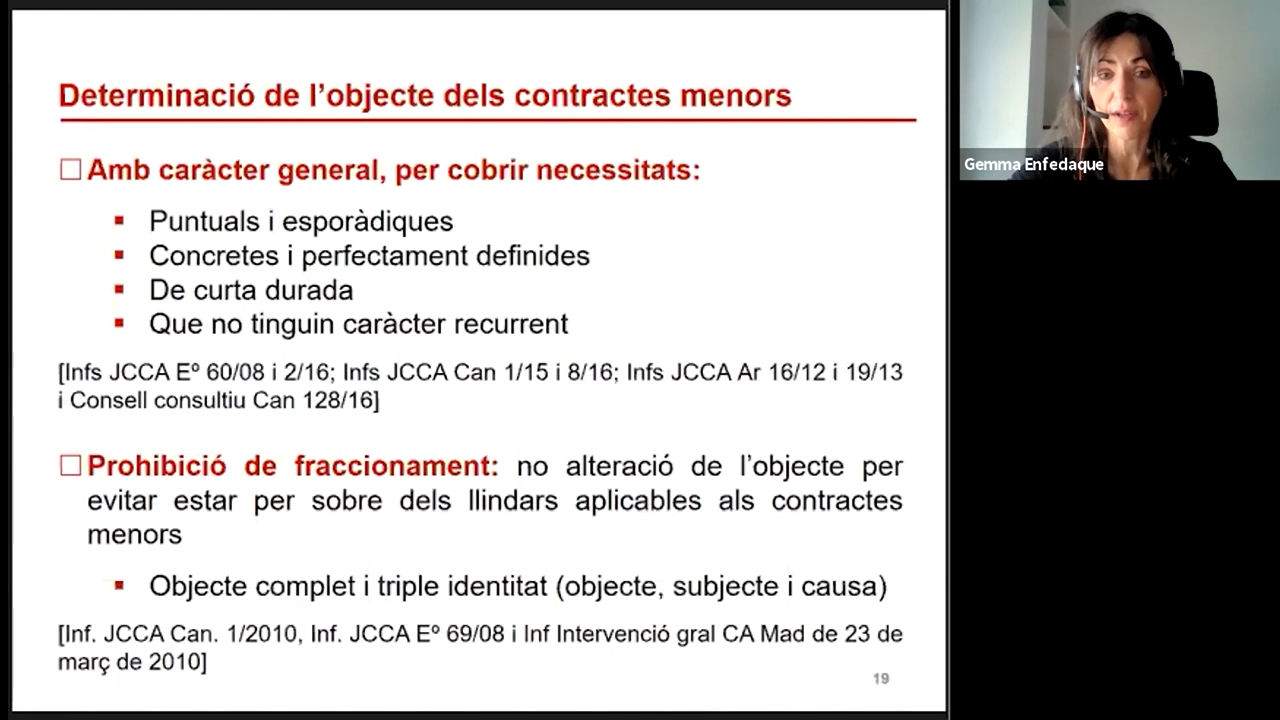 Determinació de l’objecte dels contractes menors
Amb caràcter general, per cobrir necessitats:
Puntuals i esporàdiques
Concretes i perfectament definides
De curta durada
Que no tinguin caràcter recurrent
[Infs JCCA Eº 60/08 i 2/16; Infs JCCA Can 1/15 i 8/16; Infs JCCA Ar 16/12 i 19/13
i Consell consultiu Can 128/16]
Prohibició de fraccionament: no alteració de l’objecte per
evitar estar per sobre dels llindars aplicables als contractes
menors
Objecte complet i triple identitat (objecte, subjecte i causa)
[Inf. JCCA Can. 1/2010, Inf. JCCA Eº 69/08 i Inf Intervenció gral CA Mad de 23 de
març de 2010]
19
Gemma Enfedaque